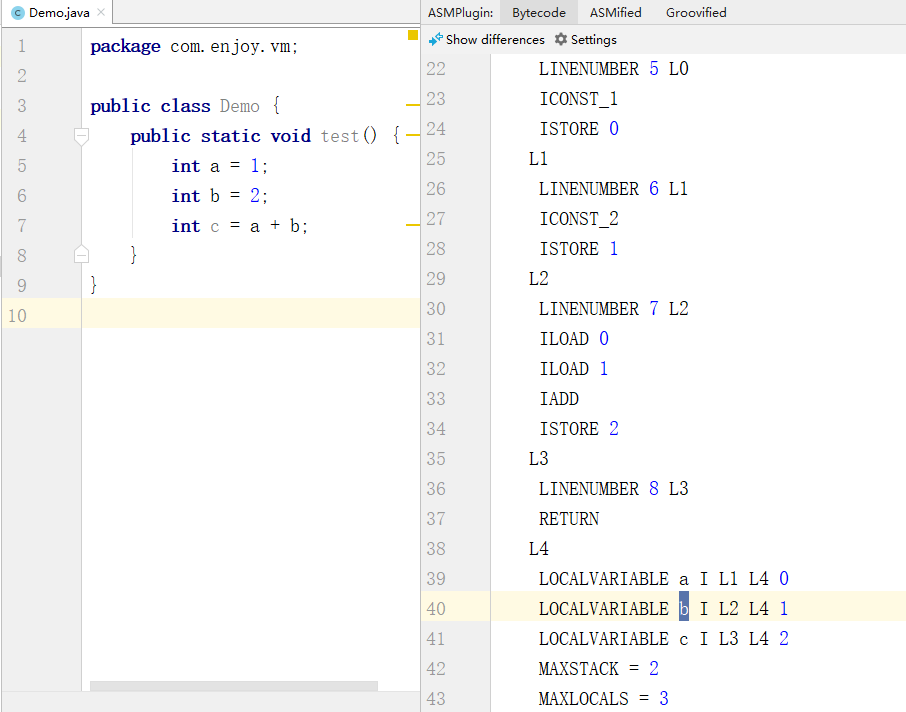 Demo.java
1 package com.enjoy.vm;
2
3 public class Demo {
4 public static void test() {
5 int a = 1;
6 int b = 2;
7 int c = a + b;
8 }
9 }
10
ASMPlugin: Bytecode ASMified Groovified
Show differences Settings
22 LINENUMBER 5 L0
23 ICONST_1
24 ISTORE 0
25 L1
26 LINENUMBER 6 L1
27 ICONST_2
28 ISTORE 1
29 L2
30 LINENUMBER 7 L2
31 ILOAD 0
32 ILOAD 1
33 IADD
34 ISTORE 2
35 L3
36 LINENUMBER 8 L3
37 RETURN
38 L4
39 LOCALVARIABLE a I L1 L4 0
40 LOCALVARIABLE b I L2 L4 1
41 LOCALVARIABLE c I L3 L4 2
42 MAXSTACK = 2
43 MAXLOCALS = 3